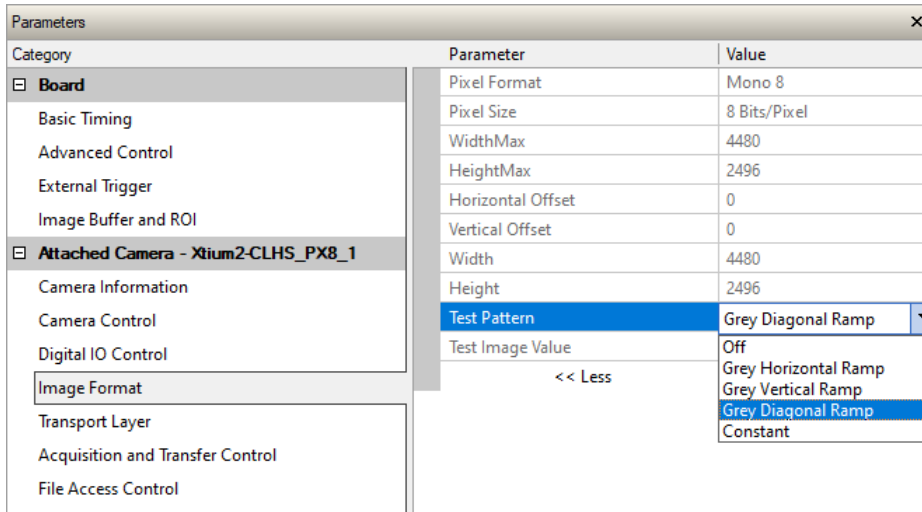 Parameters
Category
Board
Basic Timing
Advanced Control
External Trigger
Image Buffer and ROI
Attached Camera - Xtium2-CLHS_PX8_1
Camera Information
Camera Control
Digital IO Control
Image Format
Transport Layer
Acquisition and Transfer Control
File Access Control
Parameter Value
Pixel Format Mono 8
Pixel Size 8 Bits/Pixel
WidthMax 4480
HeightMax 2496
Horizontal Offset 0
Vertical Offset 0
Width 4480
Height 2496
Test Pattern Grey Diagonal Ramp
Test Image Value
<< Less
Off
Grey Horizontal Ramp
Grey Vertical Ramp
Grey Diagonal Ramp
Constant